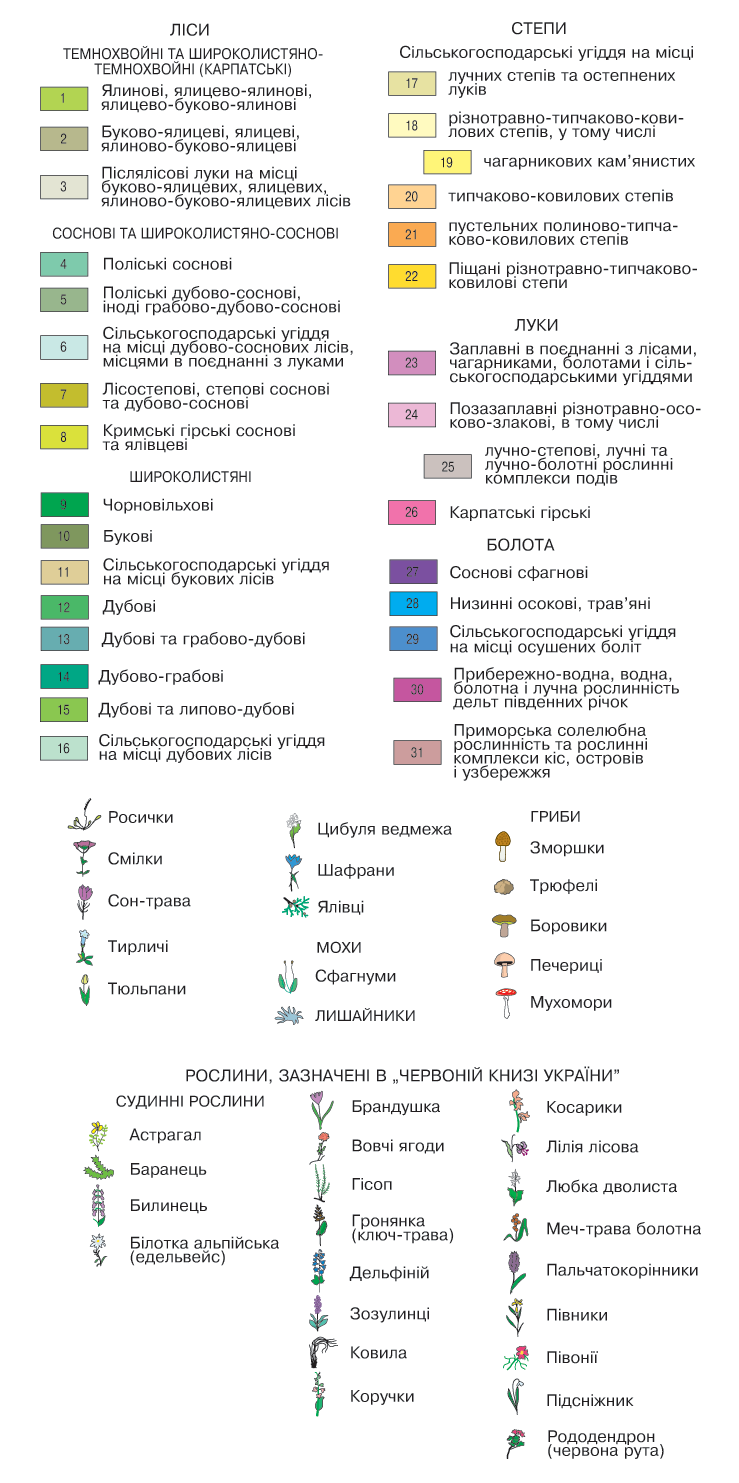 ЛІСИ
ТЕМНОХВОЙНІ ТА ШИРОКОЛИСТЯНО-
ТЕМНОХВОЙНІ (КАРПАТСЬКІ)
1 Ялинові, ялицево-ялинові,
ялицево-буково-ялинові
2 Буково-ялицеві, ялицеві,
ялиново-буково-ялицеві
3 Післялісові луки на місці
буково-ялицевих, ялицевих,
ялиново-буково-ялицевих лісів
СОСНОВІ ТА ШИРОКОЛИСТЯНО-СОСНОВІ
4 Поліські соснові
5 Поліські дубово-соснові,
іноді грабово-дубово-соснові
6 Сільськогосподарські угіддя
на місці дубово-соснових лісів,
місцями в поєднанні з луками
7 Лісостепові, степові соснові
та дубово-соснові
8 Кримські гірські соснові
та ялівцеві
ШИРОКОЛИСТЯНІ
9 Чорновільхові
10 Букові
11 Сільськогосподарські угіддя
на місці букових лісів
12 Дубові
13 Дубові та грабово-дубові
14 Дубово-грабові
15 Дубові та липово-дубові
16 Сільськогосподарські угіддя
на місці дубових лісів
СТЕПИ
Сільськогосподарські угіддя на місці
17 лучних степів та остепнених
луків
18 різнотравно-типчаково-кови-
лових степів, у тому числі
19 чагарникових кам’янистих
20 типчаково-ковилових степів
21 пустельних полиново-типча-
ково-ковилових степів
22 Піщані різнотравно-типчаково-
ковилові степи
ЛУКИ
23 Заплавні в поєднанні з лісами,
чагарниками, болотами і сіль-
ськогосподарськими угіддями
24 Позазаплавні різнотравно-осо-
ково-злакові, в тому числі
25 лучно-степові, лучні та
лучно-болотні рослинні
комплекси подів
26 Карпатські гірські
БОЛОТА
27 Соснові сфагнові
28 Низинні осокові, трав’яні
29 Сільськогосподарські угіддя
на місці осушених боліт
30 Прибережно-водна, водна,
болотна і лучна рослинність
дельт південних річок
31 Приморська солелюбна
рослинність та рослинні
комплекси кіс, островів
і узбережжя
Росички
Смілки
Сон-трава
Тирличі
Тюльпани
Цибуля ведмежа
Шафрани
Ялівці
МОХИ
Сфагнуми
ЛИШАЙНИКИ
ГРИБИ
Зморшки
Трюфелі
Боровики
Печериці
Мухомори
РОСЛИНИ, ЗАЗНАЧЕНІ В „ЧЕРВОНІЙ КНИЗІ УКРАЇНИ”
СУДИННІ РОСЛИНИ
Астрагал
Баранець
Билинець
Білотка альпійська
(едельвейс)
Брандушка
Вовчі ягоди
Гісоп
Гронянка
(ключ-трава)
Дельфіній
Зозулинці
Ковила
Коручки
Косарики
Лілія лісова
Любка дволиста
Меч-трава болотна
Пальчатокорінники
Півники
Півонії
Підсніжник
Рододендрон
(червона рута)